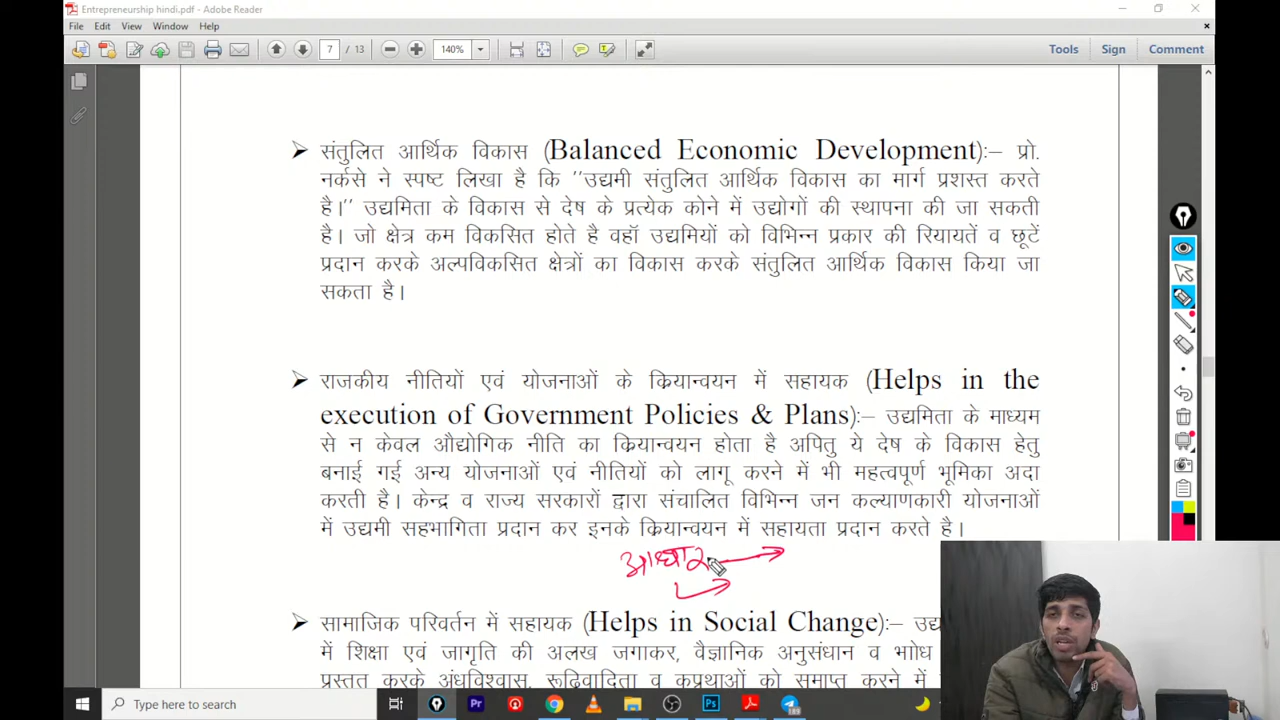 Entrepreneurship hindi.pdf - Adobe Reader
File Edit View Window Help
7 / 13 140% Tools Sign Comment
➤ संतुलित आर्थिक विकास (Balanced Economic Development):– प्रो.
नर्कसे ने स्पष्ट लिखा है कि ''उद्यमी संतुलित आर्थिक विकास का मार्ग प्रशस्त करते
है।'' उद्यमिता के विकास से देष के प्रत्येक कोने में उद्योगों की स्थापना की जा सकती
है। जो क्षेत्र कम विकसित होते है वहॉ उद्यमियों को विभिन्न प्रकार की रियायतें व छूटें
प्रदान करके अल्पविकसित क्षेत्रों का विकास करके संतुलित आर्थिक विकास किया जा
सकता है।
➤ राजकीय नीतियों एवं योजनाओं के क्रियान्वयन में सहायक (Helps in the
execution of Government Policies & Plans):– उद्यमिता के माध्यम
से न केवल औद्योगिक नीति का क्रियान्वयन होता है अपितु ये देष के विकास हेतु
बनाई गई अन्य योजनाओं एवं नीतियों को लागू करने में भी महत्वपूर्ण भूमिका अदा
करती है। केन्द्र व राज्य सरकारों द्वारा संचालित विभिन्न जन कल्याणकारी योजनाओं
में उद्यमी सहभागिता प्रदान कर इनके क्रियान्वयन में सहायता प्रदान करते है।
आधार
➤ सामाजिक परिवर्तन में सहायक (Helps in Social Change):–
में शिक्षा एवं जागृति की अलख जगाकर, वैज्ञानिक अनुसंधान व भाोध
प्रस्तुत करके अंधविश्वास, रूढ़िवादिता व कुप्रथाओं को समाप्त करने में
Type here to search